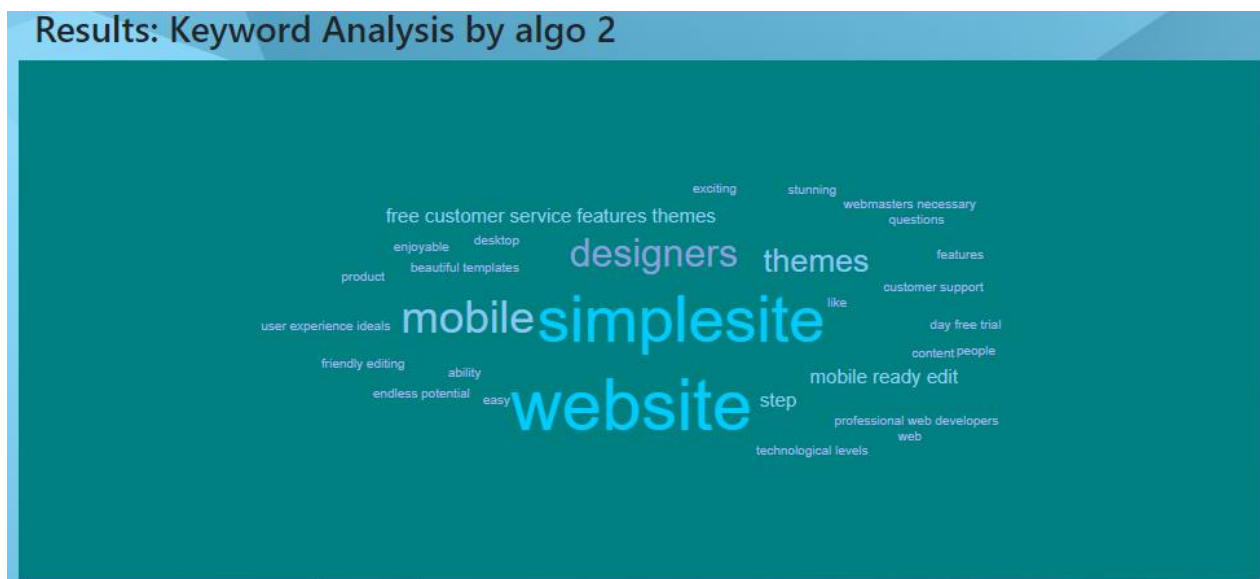 Results: Keyword Analysis by algo 2
exciting
stunning
webmasters necessary
free customer service features themes
questions
enjoyable
desktop
designers
themes
features
product
beautiful templates
customer support
like
user experience ideals
mobile
simplesite
day free trial
content
people
friendly editing
ability
mobile ready edit
endless potential
easy
website
step
professional web developers
web
technological levels